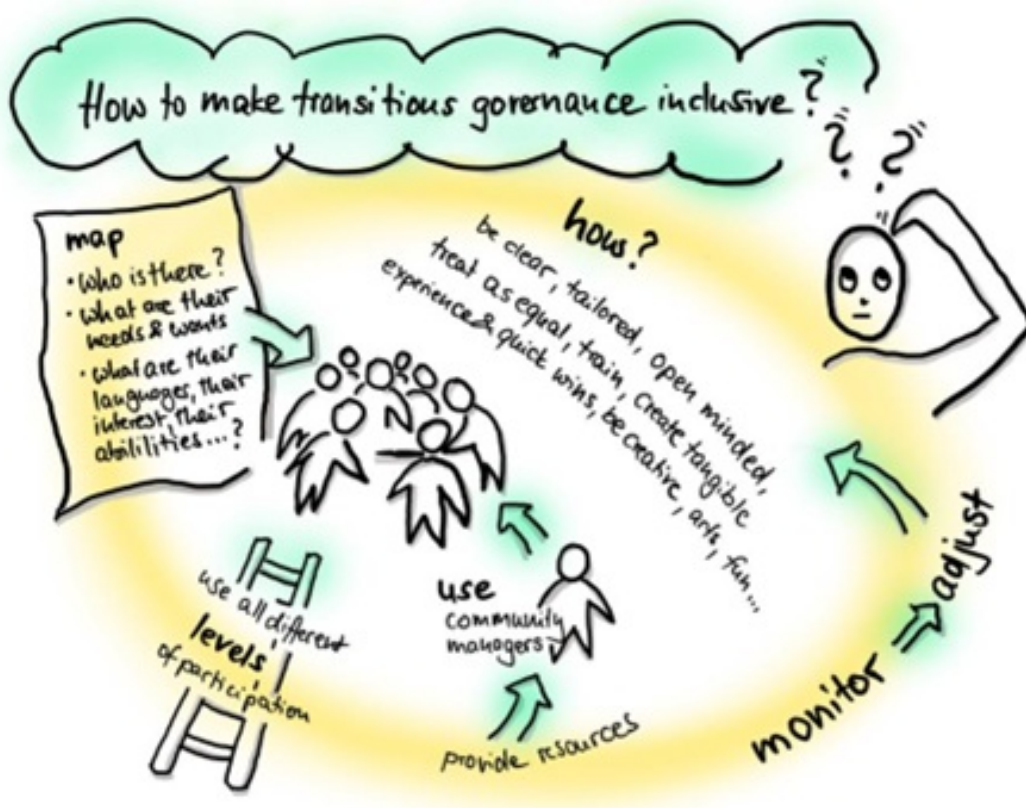 How to make transitions governance inclusive?
? ?
map
• who is there?
• what are their
needs & wants
• what are their
languages, their
interest, their
abililities...?
how?
be clear, tailored, open minded,
treat as equal, train, create tangible
experience & quick wins, be creative, arts, fun...
use all different
levels
of participation
use
community
managers
provide resources
monitor
adjust